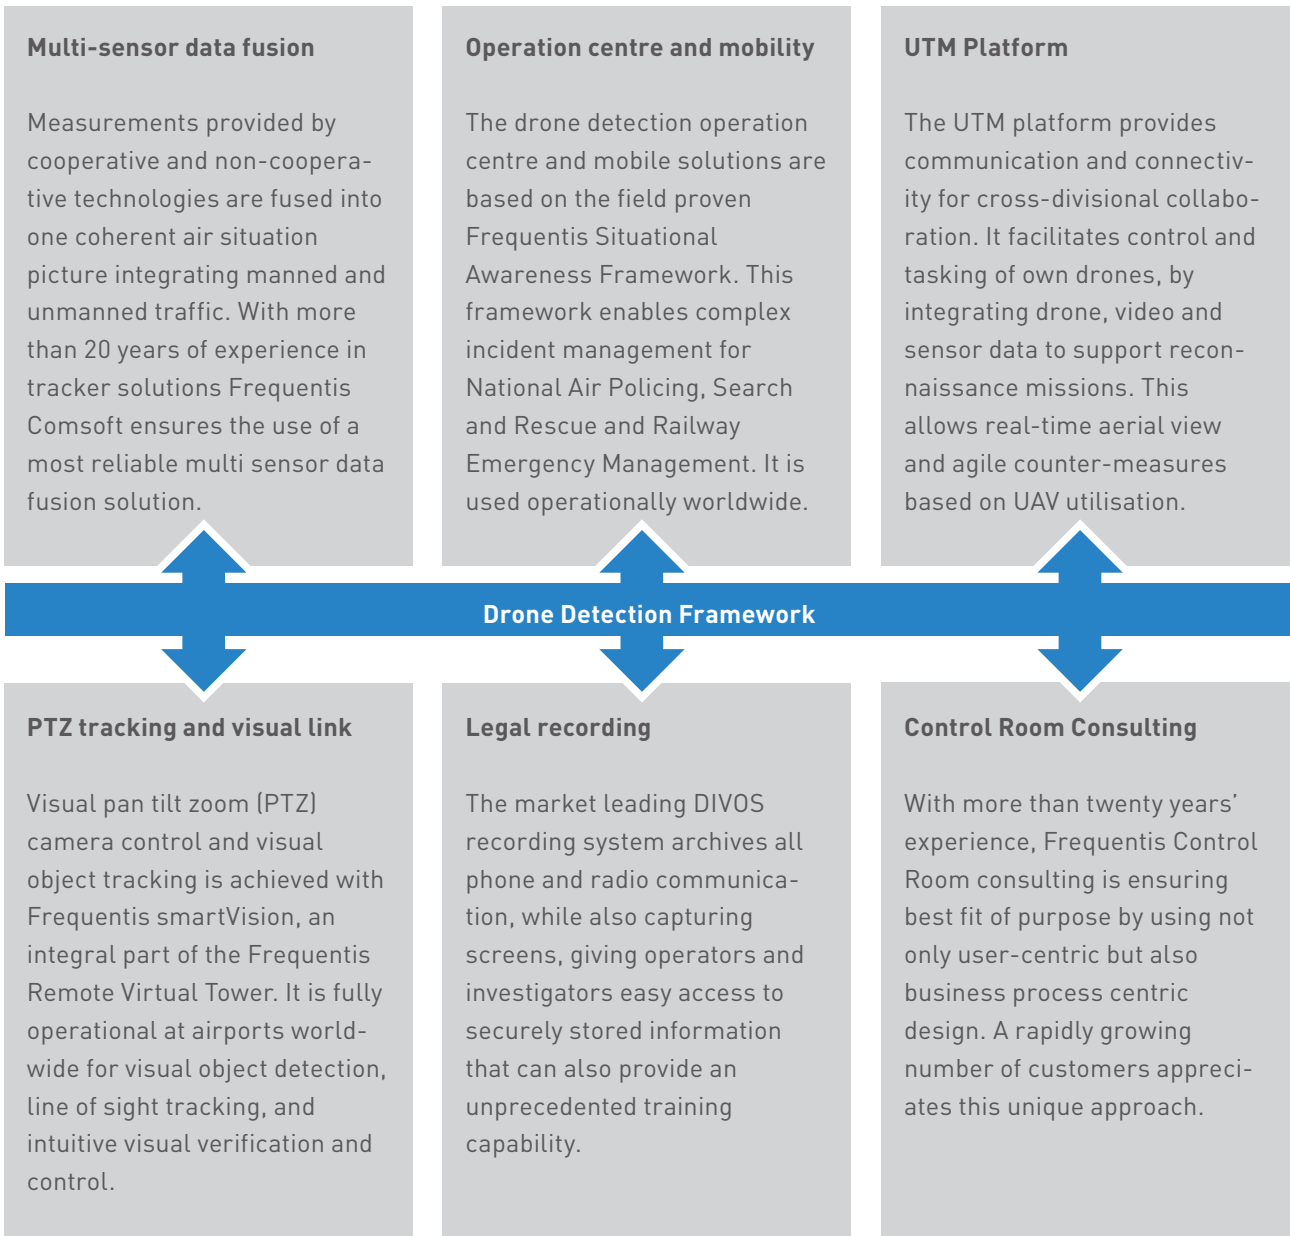 Multi-sensor data fusion
Measurements provided by
cooperative and non-coopera-
tive technologies are fused into
one coherent air situation
picture integrating manned and
unmanned traffic. With more
than 20 years of experience in
tracker solutions Frequentis
Comsoft ensures the use of a
most reliable multi sensor data
fusion solution.
Operation centre and mobility
The drone detection operation
centre and mobile solutions are
based on the field proven
Frequentis Situational
Awareness Framework. This
framework enables complex
incident management for
National Air Policing, Search
and Rescue and Railway
Emergency Management. It is
used operationally worldwide.
UTM Platform
The UTM platform provides
communication and connectiv-
ity for cross-divisional collabo-
ration. It facilitates control and
tasking of own drones, by
integrating drone, video and
sensor data to support recon-
naissance missions. This
allows real-time aerial view
and agile counter-measures
based on UAV utilisation.
Drone Detection Framework
PTZ tracking and visual link
Visual pan tilt zoom (PTZ)
camera control and visual
object tracking is achieved with
Frequentis smartVision, an
integral part of the Frequentis
Remote Virtual Tower. It is fully
operational at airports world-
wide for visual object detection,
line of sight tracking, and
intuitive visual verification and
control.
Legal recording
The market leading DIVOS
recording system archives all
phone and radio communica-
tion, while also capturing
screens, giving operators and
investigators easy access to
securely stored information
that can also provide an
unprecedented training
capability.
Control Room Consulting
With more than twenty years’
experience, Frequentis Control
Room consulting is ensuring
best fit of purpose by using not
only user-centric but also
business process centric
design. A rapidly growing
number of customers appreci-
ates this unique approach.